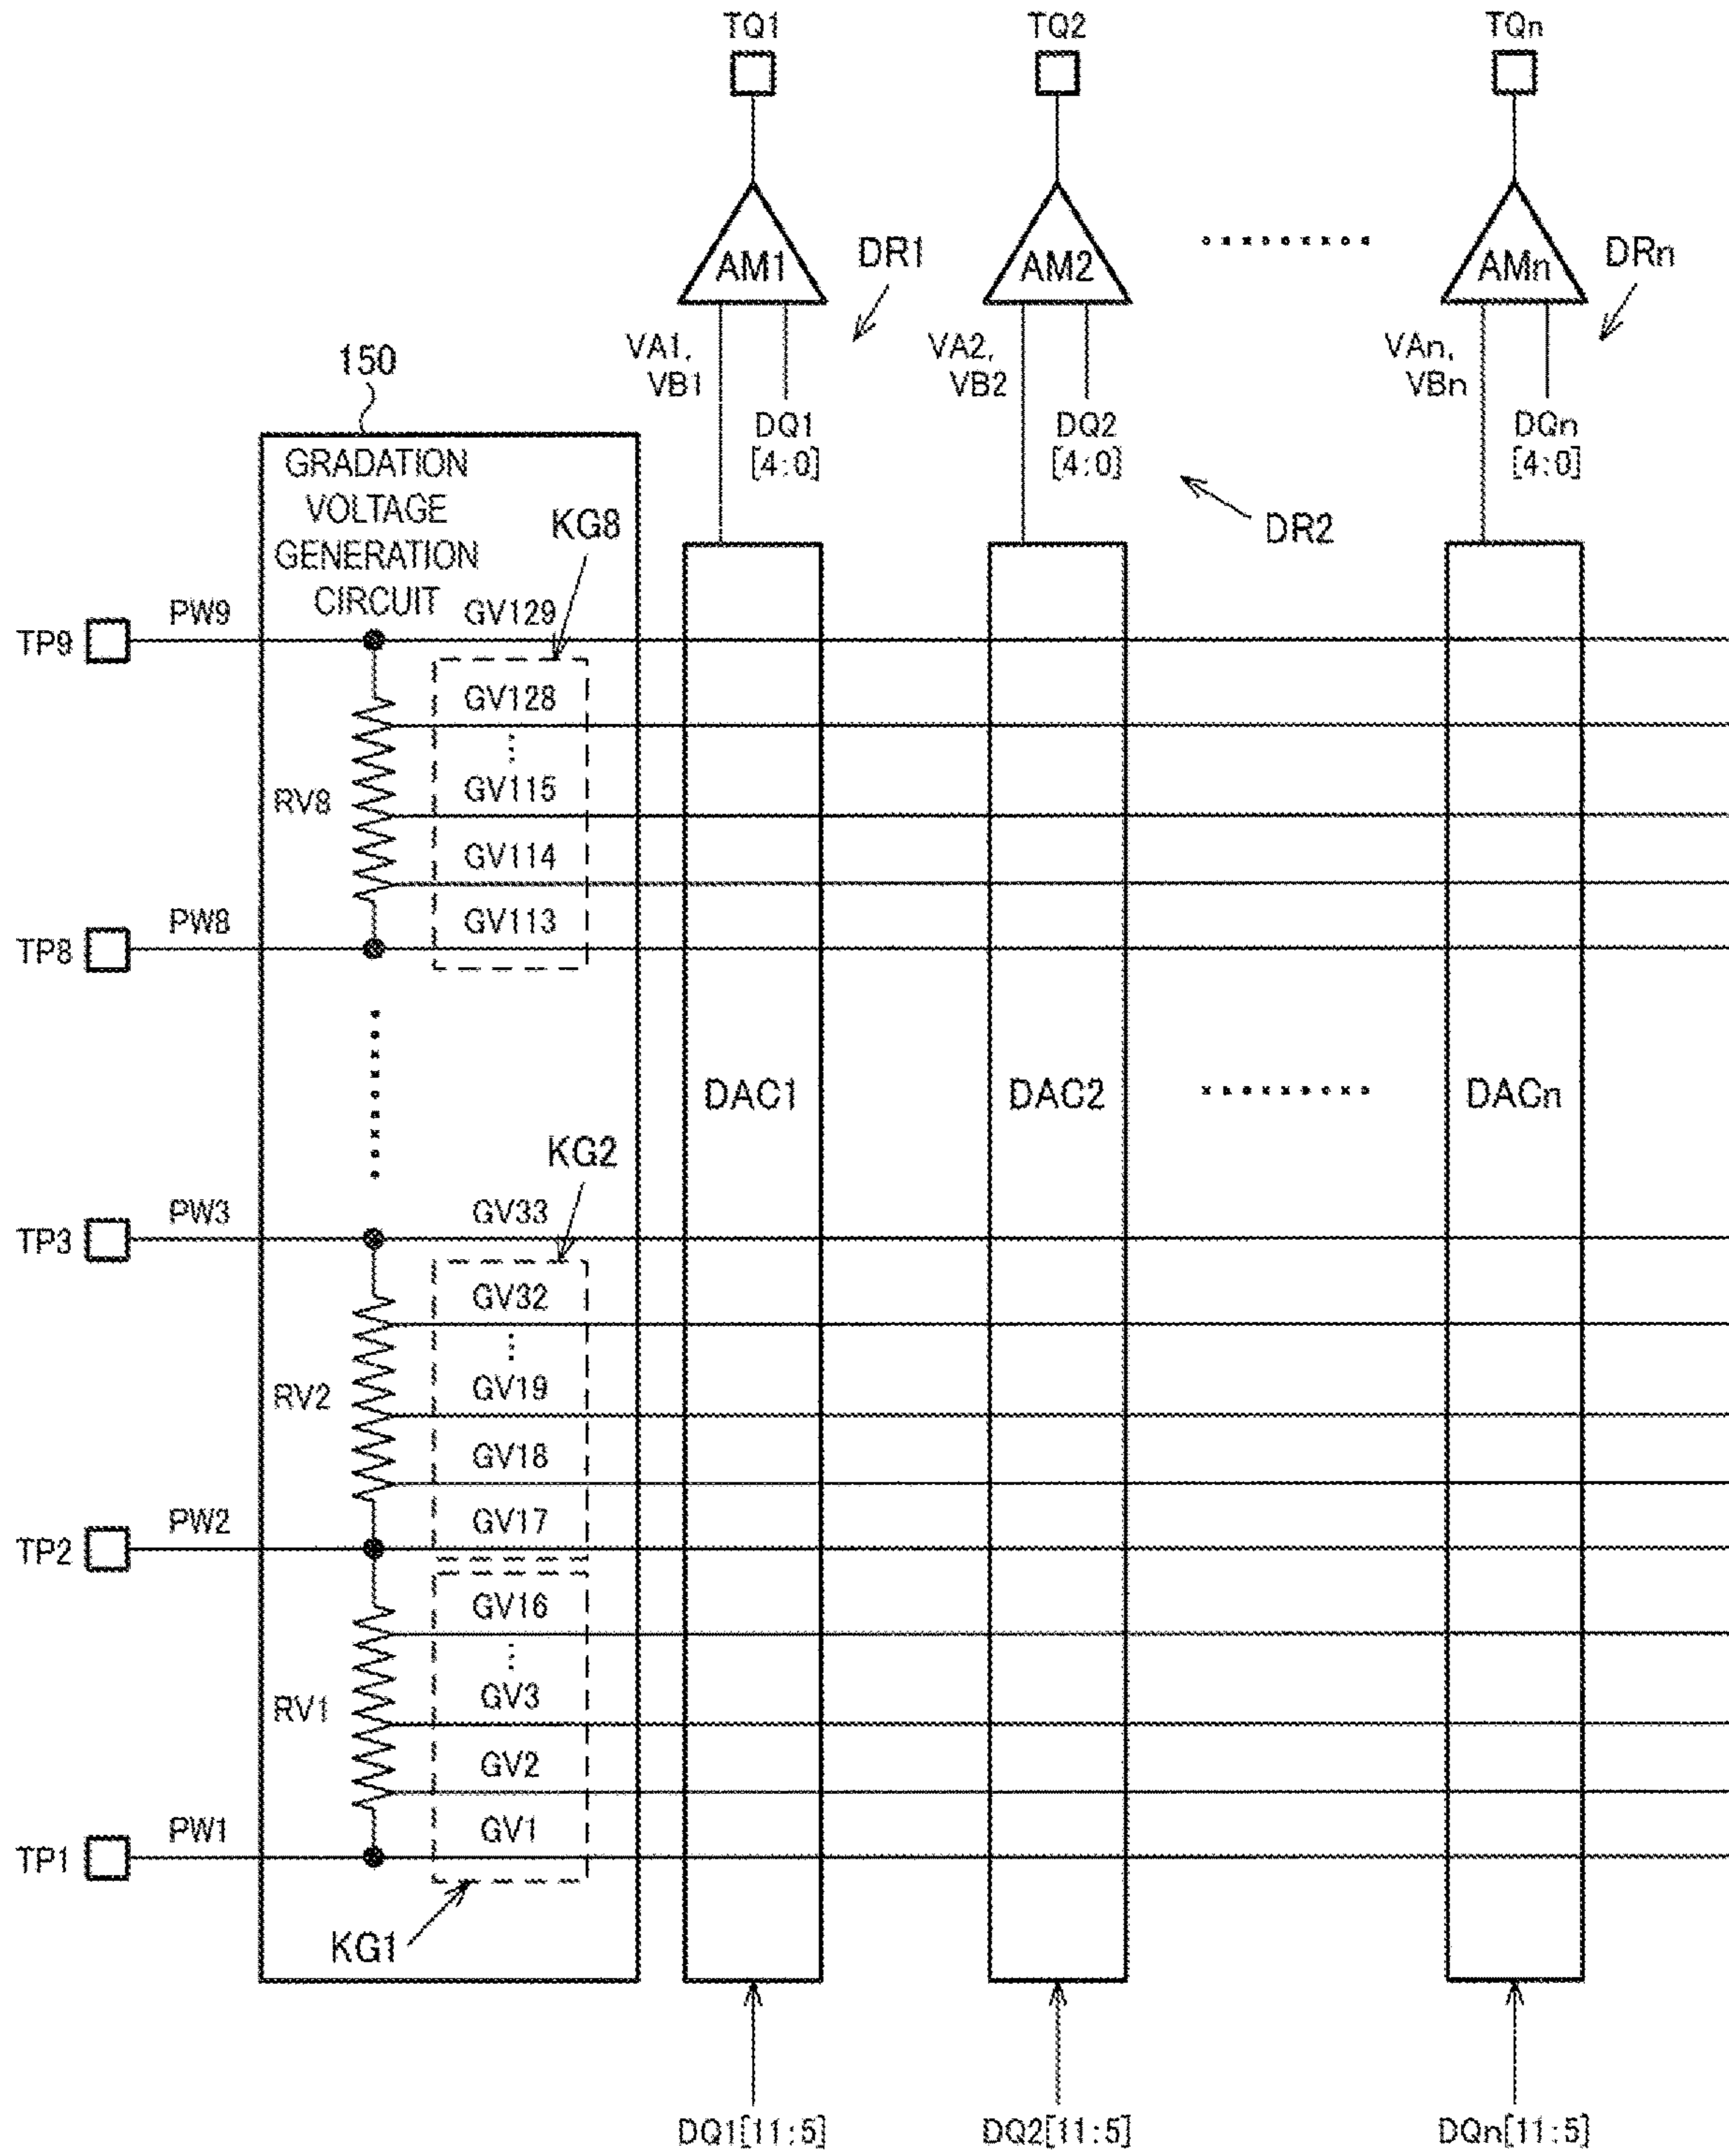 TQ1 TQ2 TQn
AM1 AM2 AMn
DR1 DRn
VA1, VA2, VAn,
VB1 VB2 VBn
DQ1 DQ2 DQn
[4:0] [4:0] [4:0]
DR2
150
GRADATION
VOLTAGE
GENERATION
CIRCUIT
KG8
TP9 PW9 GV129
GV128
RV8 GV115
GV114
TP8 PW8 GV113
DAC1 DAC2 DACn
KG2
TP3 PW3 GV33
GV32
RV2 GV19
GV18
TP2 PW2 GV17
GV16
RV1 GV3
GV2
TP1 PW1 GV1
KG1
DQ1[11:5] DQ2[11:5] DQn[11:5]